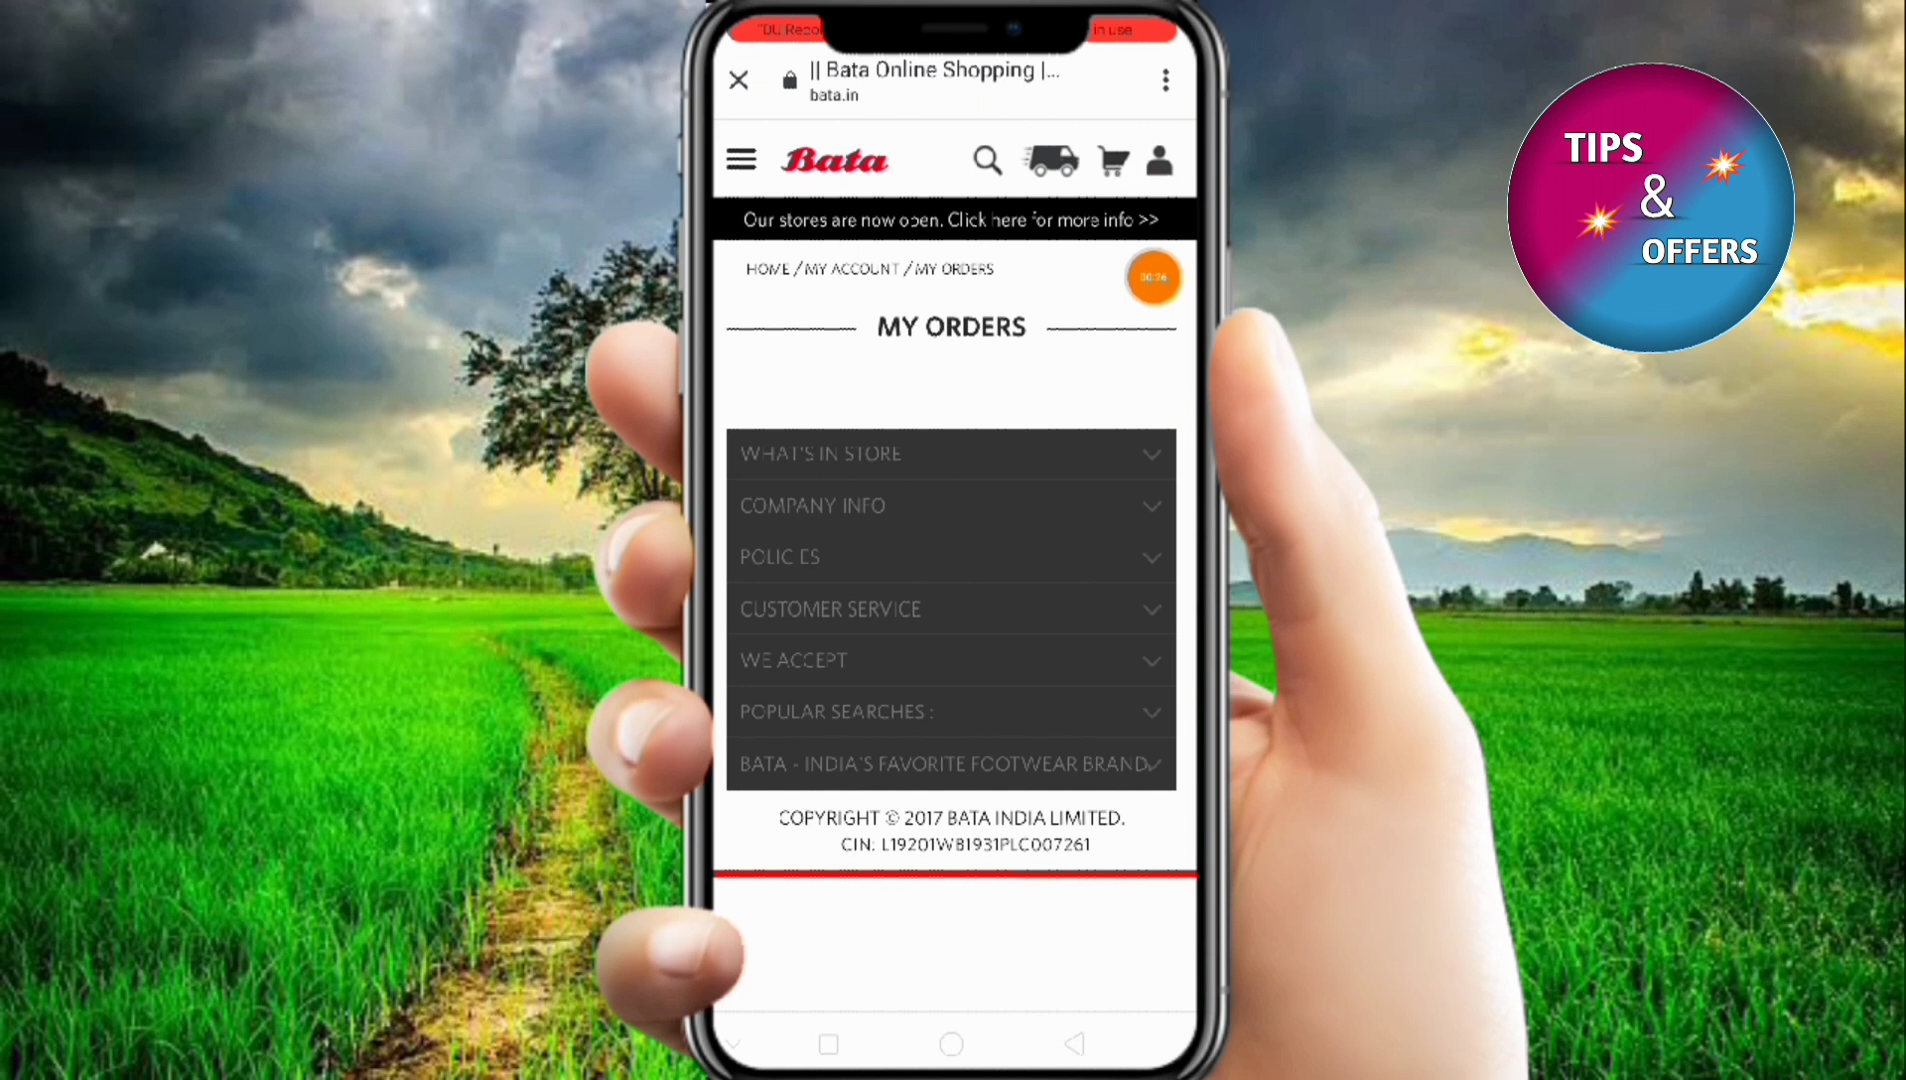 in use
|| Bata Online Shopping |...
bata.in
Bata
Our stores are now open. Click here for more info >>
HOME / MY ACCOUNT / MY ORDERS
00:26
MY ORDERS
WHAT'S IN STORE
COMPANY INFO
POLICIES
CUSTOMER SERVICE
WE ACCEPT
POPULAR SEARCHES :
BATA - INDIA'S FAVORITE FOOTWEAR BRAND
COPYRIGHT © 2017 BATA INDIA LIMITED.
CIN: L19201WB1931PLC007261
TIPS
&
OFFERS